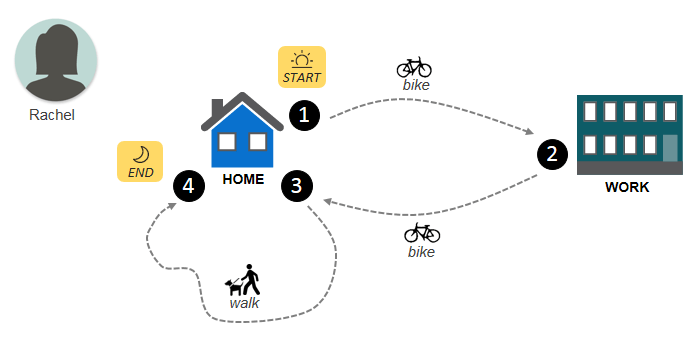 Rachel
START
1
bike
2
WORK
END
HOME
4
3
bike
walk